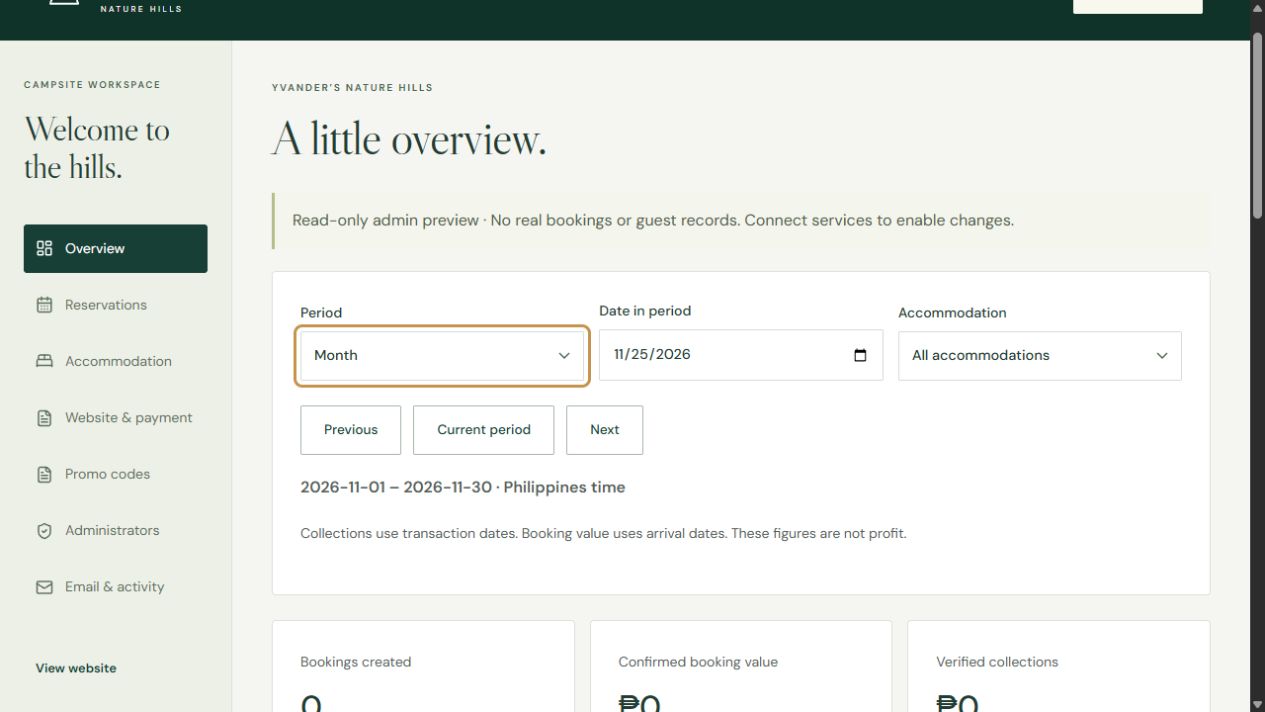 NATURE HILLS
CAMPSITE WORKSPACE
Welcome to
the hills.
Overview
Reservations
Accommodation
Website & payment
Promo codes
Administrators
Email & activity
View website
YVANDER'S NATURE HILLS
A little overview.
Read-only admin preview · No real bookings or guest records. Connect services to enable changes.
Period
Date in period
Accommodation
Month
11/25/2026
All accommodations
Previous
Current period
Next
2026-11-01 – 2026-11-30 · Philippines time
Collections use transaction dates. Booking value uses arrival dates. These figures are not profit.
Bookings created
Confirmed booking value
Verified collections
0
₱0
₱0